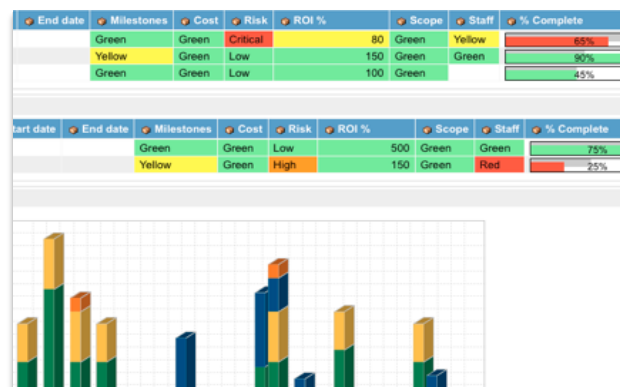 End date Milestones Cost Risk ROI % Scope Staff % Complete
Green Green Critical 80 Green Yellow 65%
Yellow Green Low 150 Green Green 90%
Green Green Low 100 Green 45%
tart date End date Milestones Cost Risk ROI % Scope Staff % Complete
Green Green Low 500 Green Green 75%
Yellow Green High 150 Green Red 25%